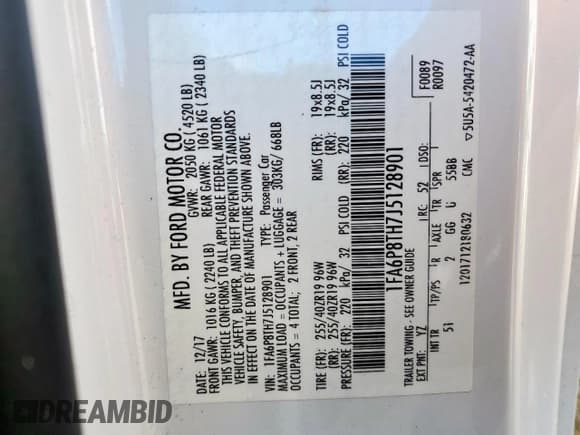 MFD. BY FORD MOTOR CO.
DATE: 12/17 GVWR: 2050 KG ( 4520 LB)
FRONT GAWR: 1016 KG ( 2240 LB) REAR GAWR: 1061 KG ( 2340 LB)
THIS VEHICLE CONFORMS TO ALL APPLICABLE FEDERAL MOTOR
VEHICLE SAFETY, BUMPER, AND THEFT PREVENTION STANDARDS
IN EFFECT ON THE DATE OF MANUFACTURE SHOWN ABOVE.
VIN: 1FA6P8TH7J5128901 TYPE: Passenger Car
MAXIMUM LOAD = OCCUPANTS + LUGGAGE = 303KG/ 668LB
OCCUPANTS = 4 TOTAL; 2 FRONT, 2 REAR
TIRE (FR): 255/40ZR19 96W RIMS (FR): 19x8.5J
(RR): 255/40ZR19 96W (RR): 19x8.5J
PRESSURE (FR): 220 kPa/ 32 PSI COLD (RR): 220 kPa/ 32 PSI COLD
1FA6P8TH7J5128901
TRAILER TOWING - SEE OWNER GUIDE
EXT PNT: YZ RC: 52 DSO: F0089
R0097
INT TR TP/PS R AXLE TR SPR
51 2 GG U 55BB
12017121B0632 CMC ▽5U5A-5420472-AA
DREAMBID